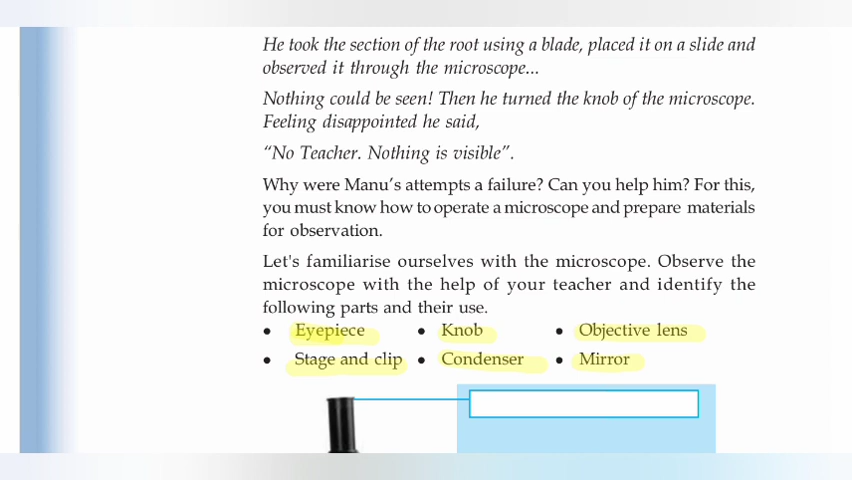 He took the section of the root using a blade, placed it on a slide and
observed it through the microscope...
Nothing could be seen! Then he turned the knob of the microscope.
Feeling disappointed he said,
“No Teacher. Nothing is visible”.
Why were Manu’s attempts a failure? Can you help him? For this,
you must know how to operate a microscope and prepare materials
for observation.
Let's familiarise ourselves with the microscope. Observe the
microscope with the help of your teacher and identify the
following parts and their use.
• Eyepiece • Knob • Objective lens
• Stage and clip • Condenser • Mirror